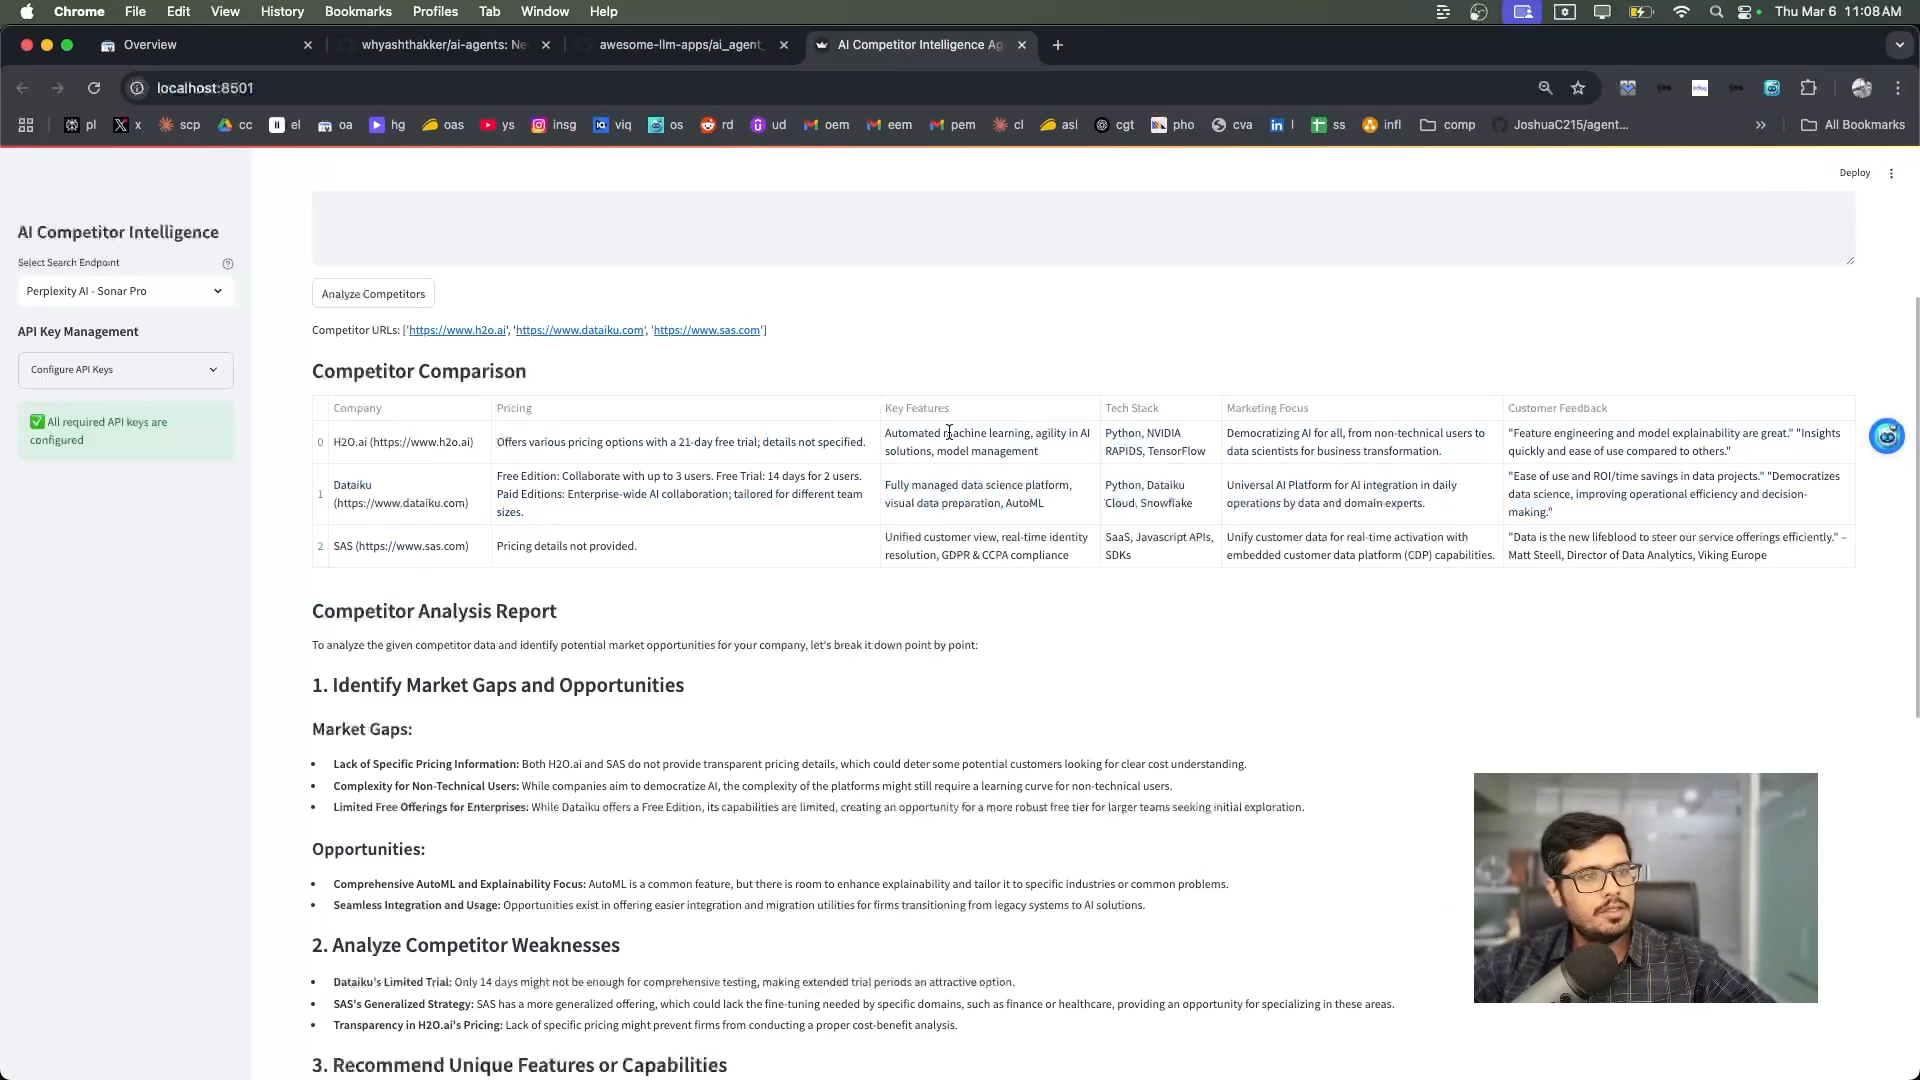 Chrome File Edit View History Bookmarks Profiles Tab Window Help Thu Mar 6 11:08 AM
Overview whyashthakker/ai-agents: Ne awesome-llm-apps/ai_agent_ AI Competitor Intelligence Ag
localhost:8501
pl x scp cc el oa hg oas ys insg viq os rd ud oem eem pem cl asl cgt pho cva l ss infl comp JoshuaC215/agent... All Bookmarks
Deploy
AI Competitor Intelligence
Select Search Endpoint
Perplexity AI - Sonar Pro
API Key Management
Configure API Keys
All required API keys are
configured
Analyze Competitors
Competitor URLs: ['https://www.h2o.ai', 'https://www.dataiku.com', 'https://www.sas.com']
Competitor Comparison
Company Pricing Key Features Tech Stack Marketing Focus Customer Feedback
0 H2O.ai (https://www.h2o.ai) Offers various pricing options with a 21-day free trial; details not specified. Automated machine learning, agility in AI solutions, model management Python, NVIDIA RAPIDS, TensorFlow Democratizing AI for all, from non-technical users to data scientists for business transformation. "Feature engineering and model explainability are great." "Insights quickly and ease of use compared to others."
1 Dataiku (https://www.dataiku.com) Free Edition: Collaborate with up to 3 users. Free Trial: 14 days for 2 users. Paid Editions: Enterprise-wide AI collaboration; tailored for different team sizes. Fully managed data science platform, visual data preparation, AutoML Python, Dataiku Cloud, Snowflake Universal AI Platform for AI integration in daily operations by data and domain experts. "Ease of use and ROI/time savings in data projects." "Democratizes data science, improving operational efficiency and decision-making."
2 SAS (https://www.sas.com) Pricing details not provided. Unified customer view, real-time identity resolution, GDPR & CCPA compliance SaaS, Javascript APIs, SDKs Unify customer data for real-time activation with embedded customer data platform (CDP) capabilities. "Data is the new lifeblood to steer our service offerings efficiently." – Matt Steell, Director of Data Analytics, Viking Europe
Competitor Analysis Report
To analyze the given competitor data and identify potential market opportunities for your company, let's break it down point by point:
1. Identify Market Gaps and Opportunities
Market Gaps:
• Lack of Specific Pricing Information: Both H2O.ai and SAS do not provide transparent pricing details, which could deter some potential customers looking for clear cost understanding.
• Complexity for Non-Technical Users: While companies aim to democratize AI, the complexity of the platforms might still require a learning curve for non-technical users.
• Limited Free Offerings for Enterprises: While Dataiku offers a Free Edition, its capabilities are limited, creating an opportunity for a more robust free tier for larger teams seeking initial exploration.
Opportunities:
• Comprehensive AutoML and Explainability Focus: AutoML is a common feature, but there is room to enhance explainability and tailor it to specific industries or common problems.
• Seamless Integration and Usage: Opportunities exist in offering easier integration and migration utilities for firms transitioning from legacy systems to AI solutions.
2. Analyze Competitor Weaknesses
• Dataiku's Limited Trial: Only 14 days might not be enough for comprehensive testing, making extended trial periods an attractive option.
• SAS's Generalized Strategy: SAS has a more generalized offering, which could lack the fine-tuning needed by specific domains, such as finance or healthcare, providing an opportunity for specializing in these areas.
• Transparency in H2O.ai's Pricing: Lack of specific pricing might prevent firms from conducting a proper cost-benefit analysis.
3. Recommend Unique Features or Capabilities